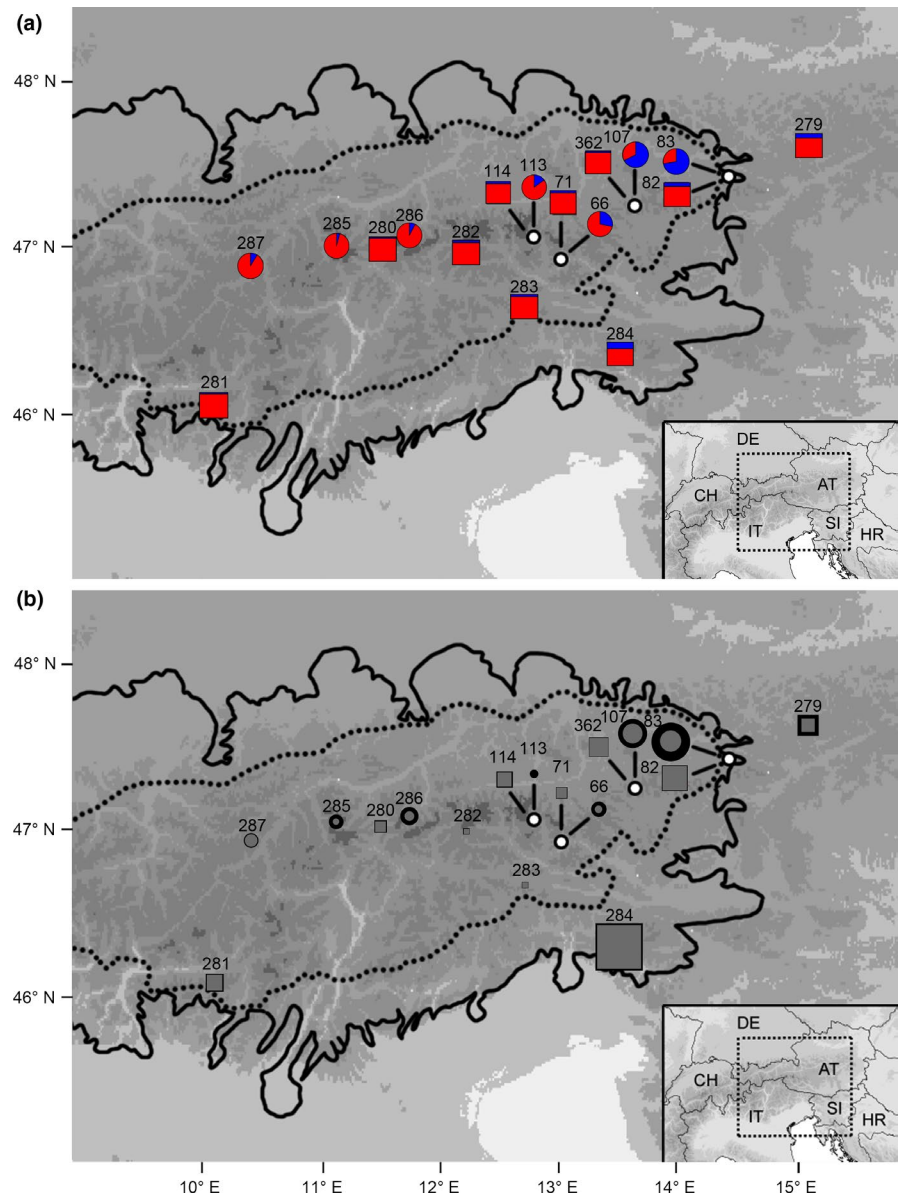 (a)
48° N
47° N
46° N
279
107
83
362
113
114
71
82
66
286
285
280
282
287
283
284
281
DE
CH
AT
IT
SI
HR
(b)
48° N
47° N
46° N
279
107
83
362
113
114
71
82
66
286
285
280
282
287
283
284
281
DE
CH
AT
IT
SI
HR
10° E
11° E
12° E
13° E
14° E
15° E